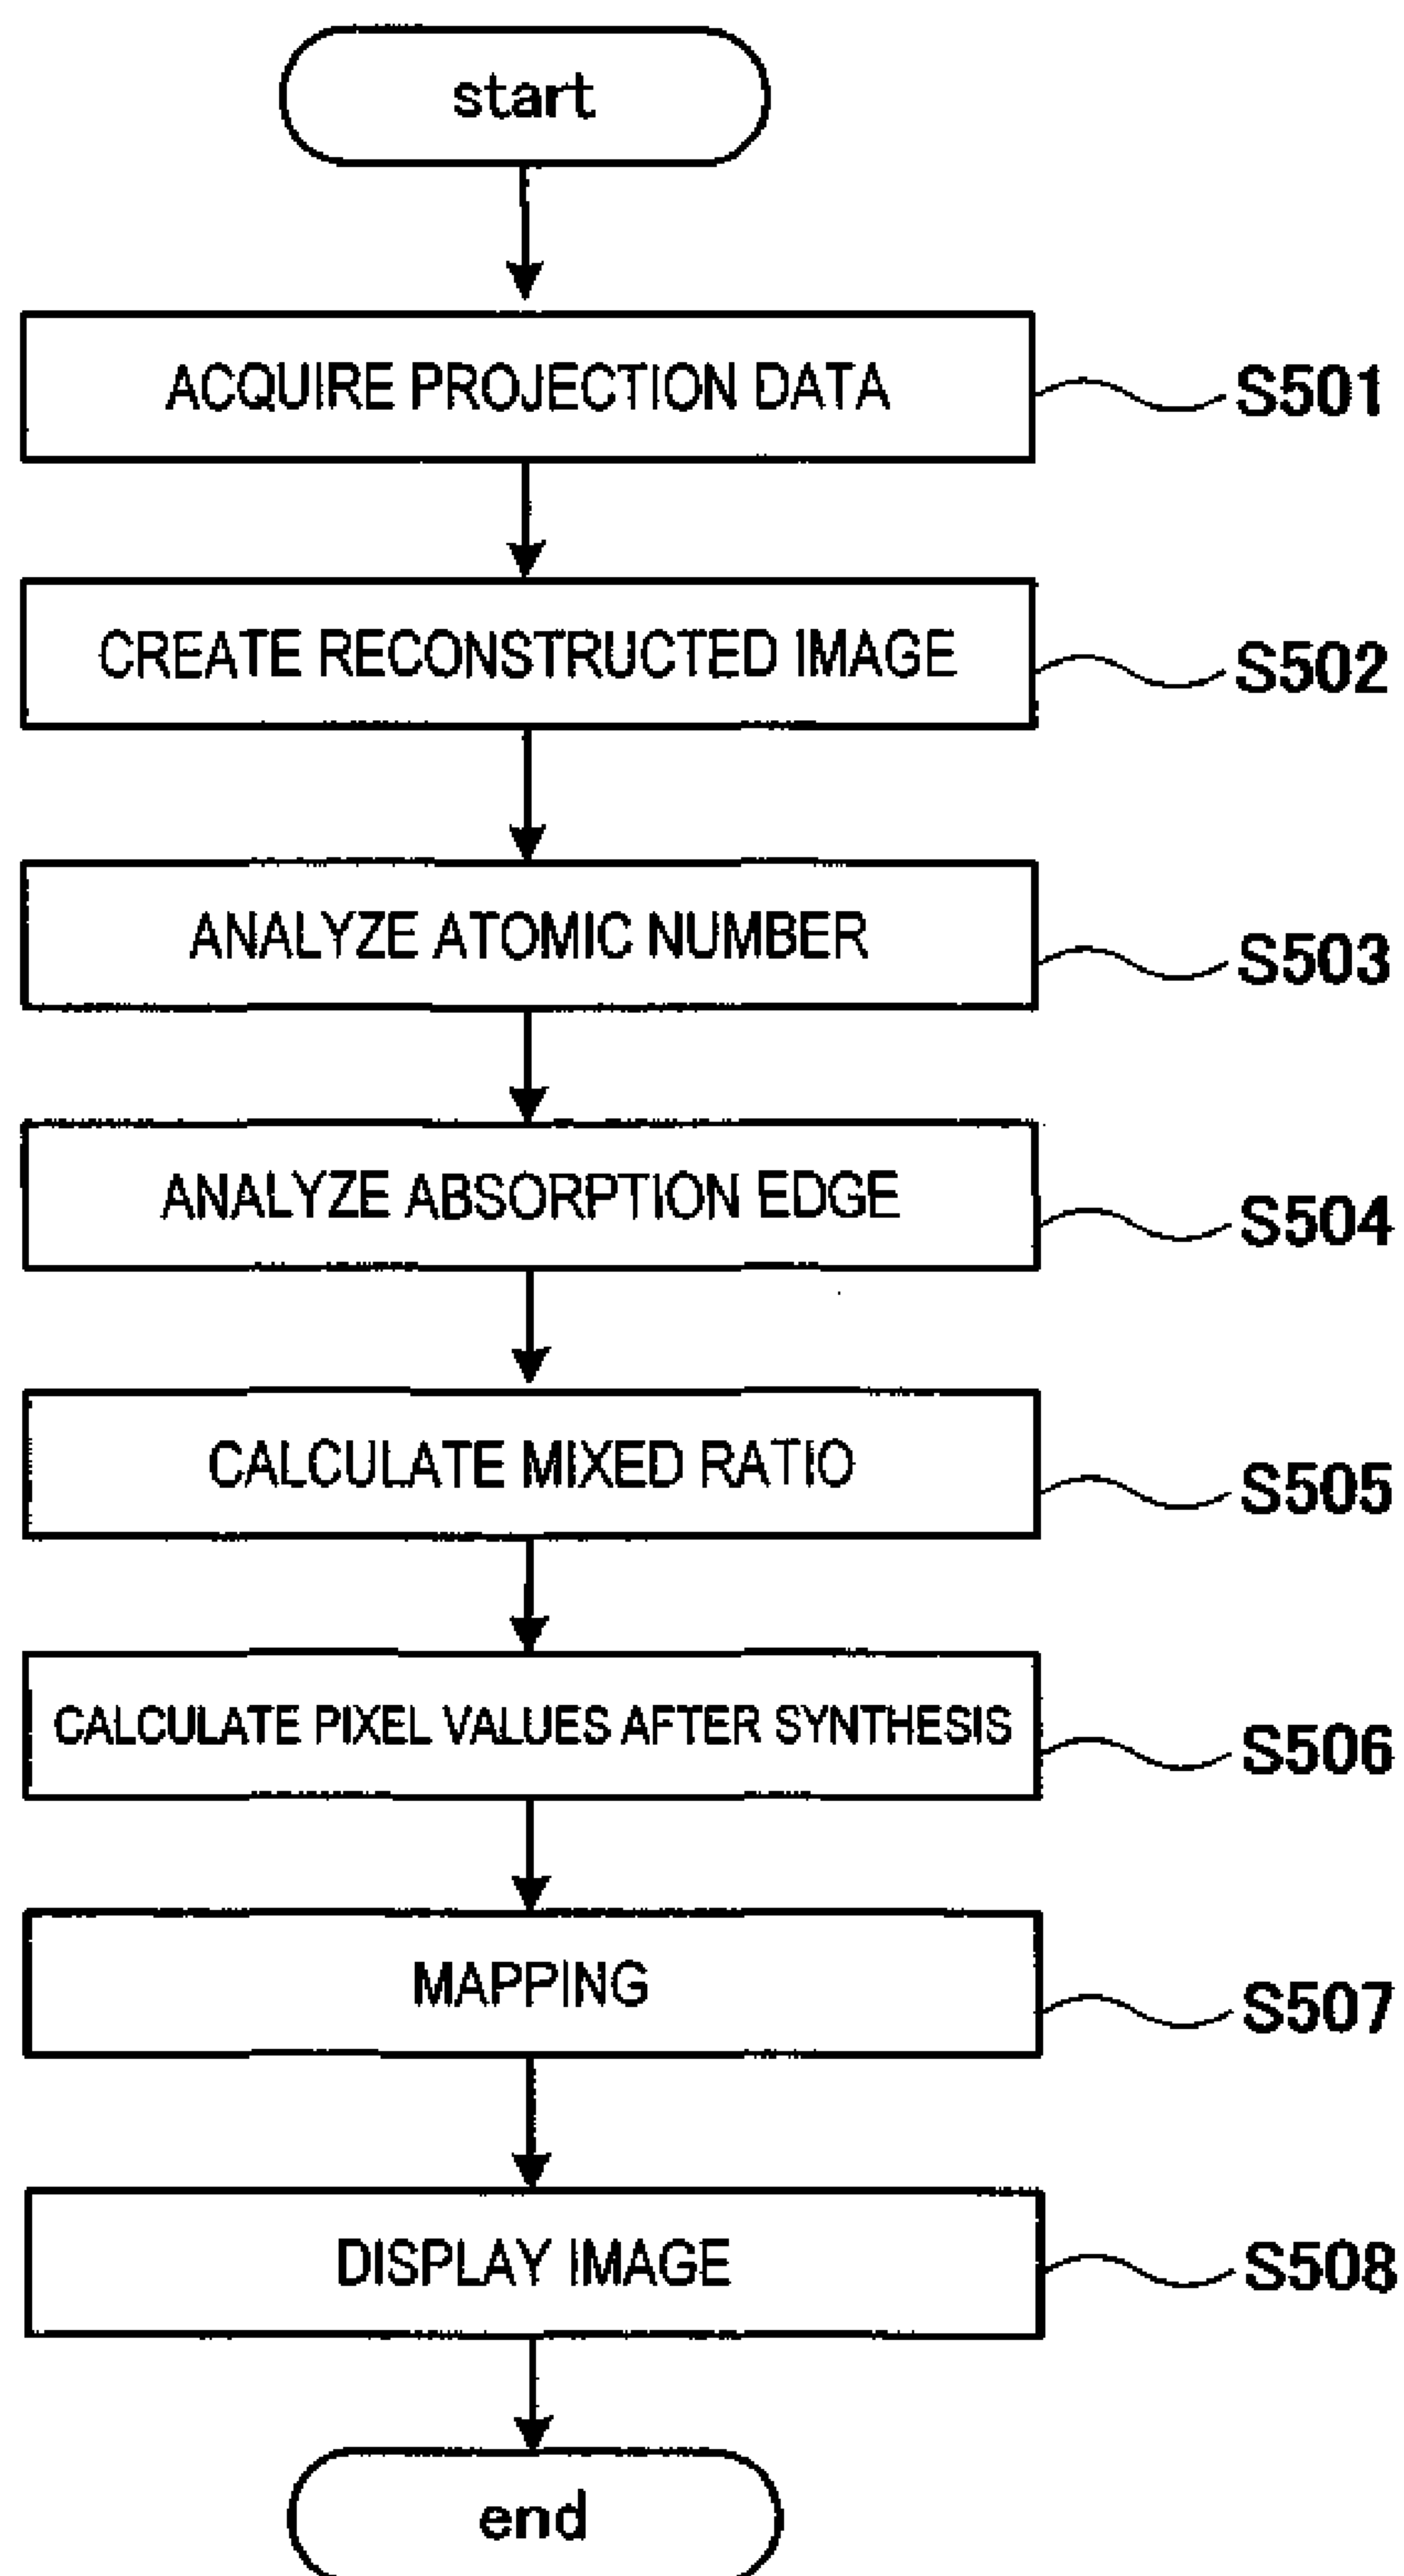 start
ACQUIRE PROJECTION DATA
S501
CREATE RECONSTRUCTED IMAGE
S502
ANALYZE ATOMIC NUMBER
S503
ANALYZE ABSORPTION EDGE
S504
CALCULATE MIXED RATIO
S505
CALCULATE PIXEL VALUES AFTER SYNTHESIS
S506
MAPPING
S507
DISPLAY IMAGE
S508
end